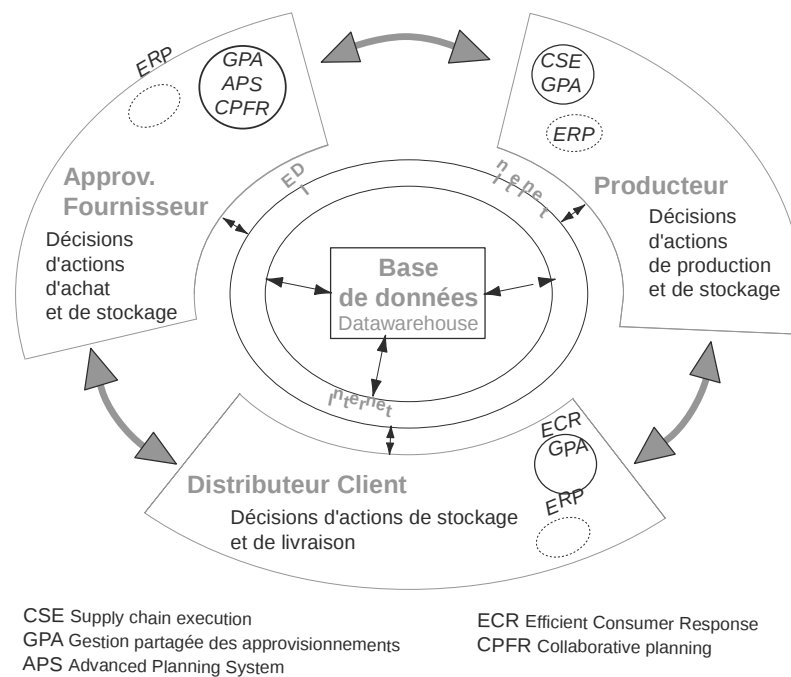 ERP
GPA
APS
CPFR
CSE
GPA
ERP
EDI
Internet
Approv.
Fournisseur
Décisions
d'actions
d'achat
et de stockage
Producteur
Décisions
d'actions
de production
et de stockage
Base
de données
Datawarehouse
Internet
Distributeur Client
Décisions d'actions de stockage
et de livraison
ECR
GPA
ERP
CSE Supply chain execution
GPA Gestion partagée des approvisionnements
APS Advanced Planning System
ECR Efficient Consumer Response
CPFR Collaborative planning